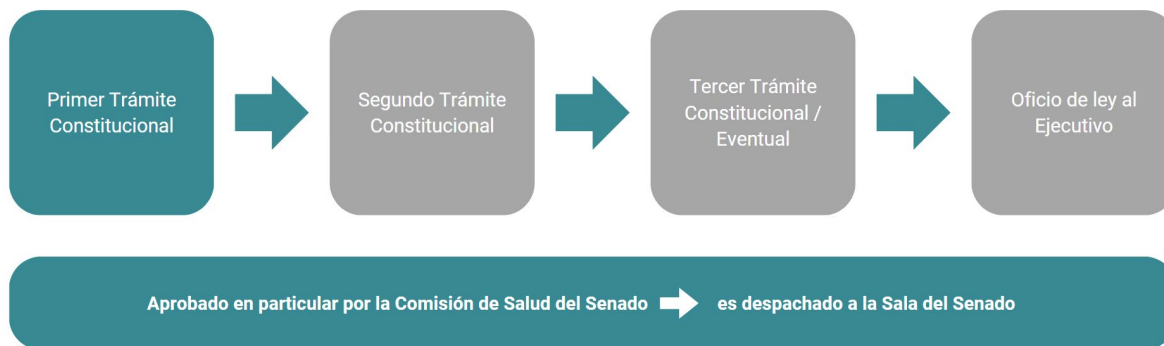 Primer Trámite
Constitucional
Segundo Trámite
Constitucional
Tercer Trámite
Constitucional /
Eventual
Oficio de ley al
Ejecutivo
Aprobado en particular por la Comisión de Salud del Senado es despachado a la Sala del Senado